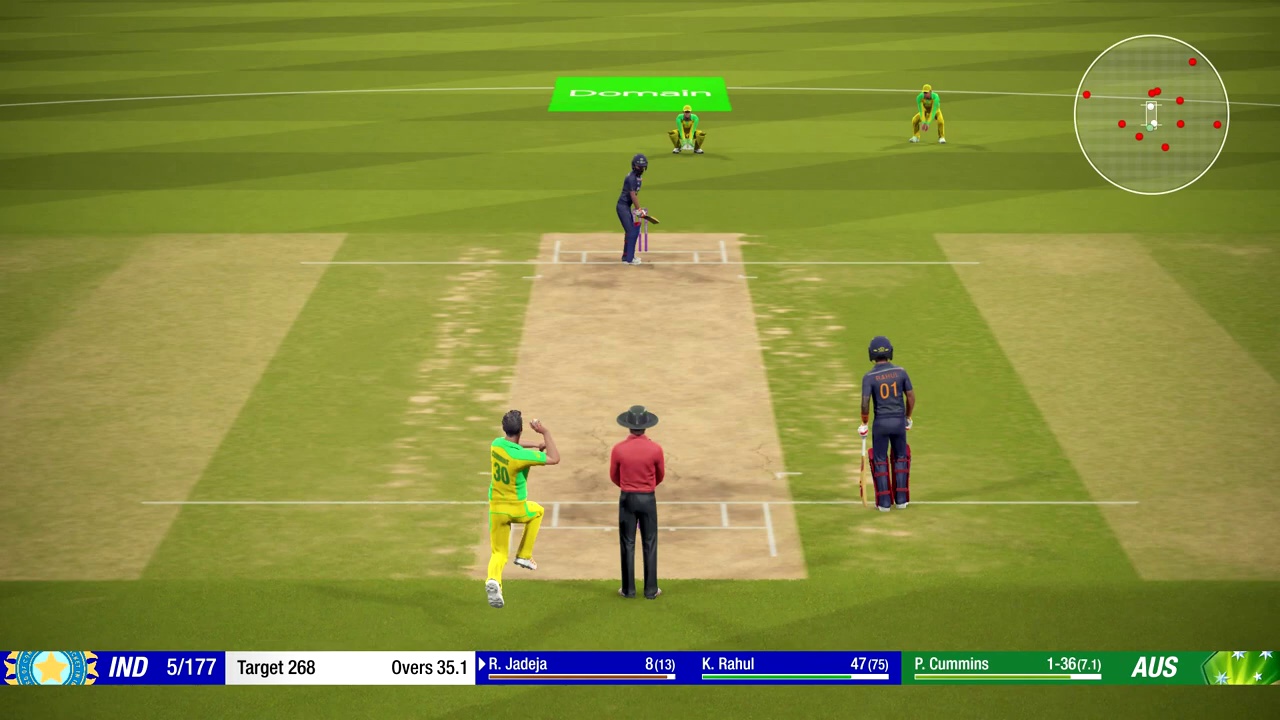 Domain
01
30
IND 5/177
Target 268 Overs 35.1
R. Jadeja 8(13)
K. Rahul 47(75)
P. Cummins 1-36(7.1)
AUS